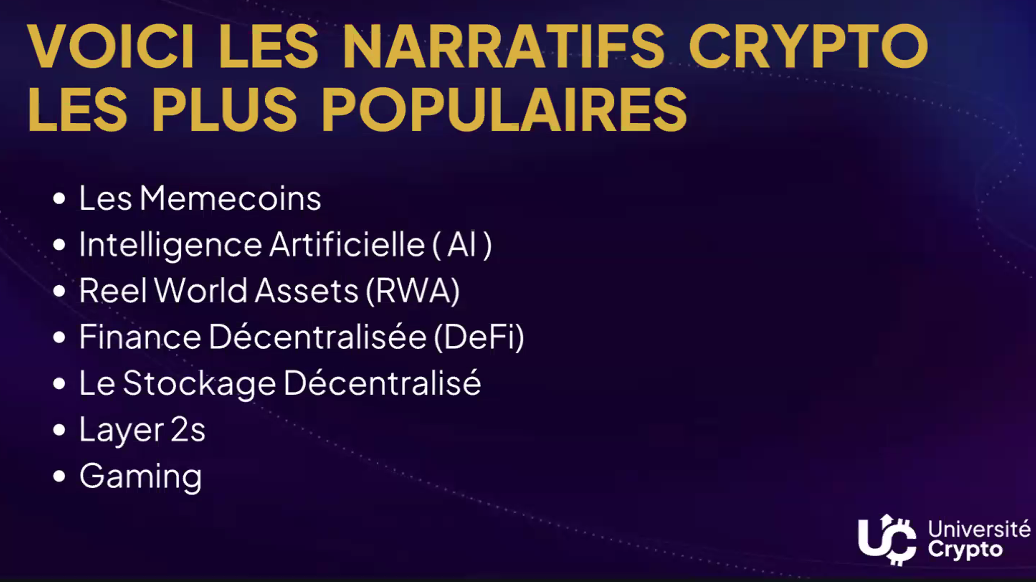 VOICI LES NARRATIFS CRYPTO
LES PLUS POPULAIRES
• Les Memecoins
• Intelligence Artificielle ( AI )
• Reel World Assets (RWA)
• Finance Décentralisée (DeFi)
• Le Stockage Décentralisé
• Layer 2s
• Gaming
UC Université
Crypto